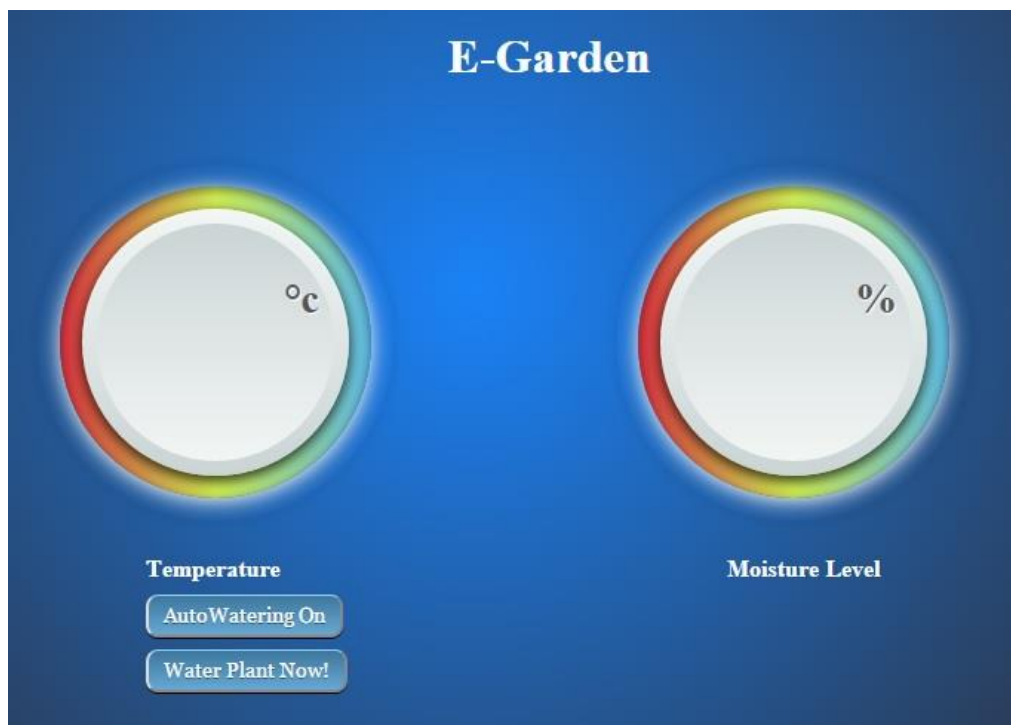 E-Garden
°c
%
Temperature
Moisture Level
AutoWatering On
Water Plant Now!